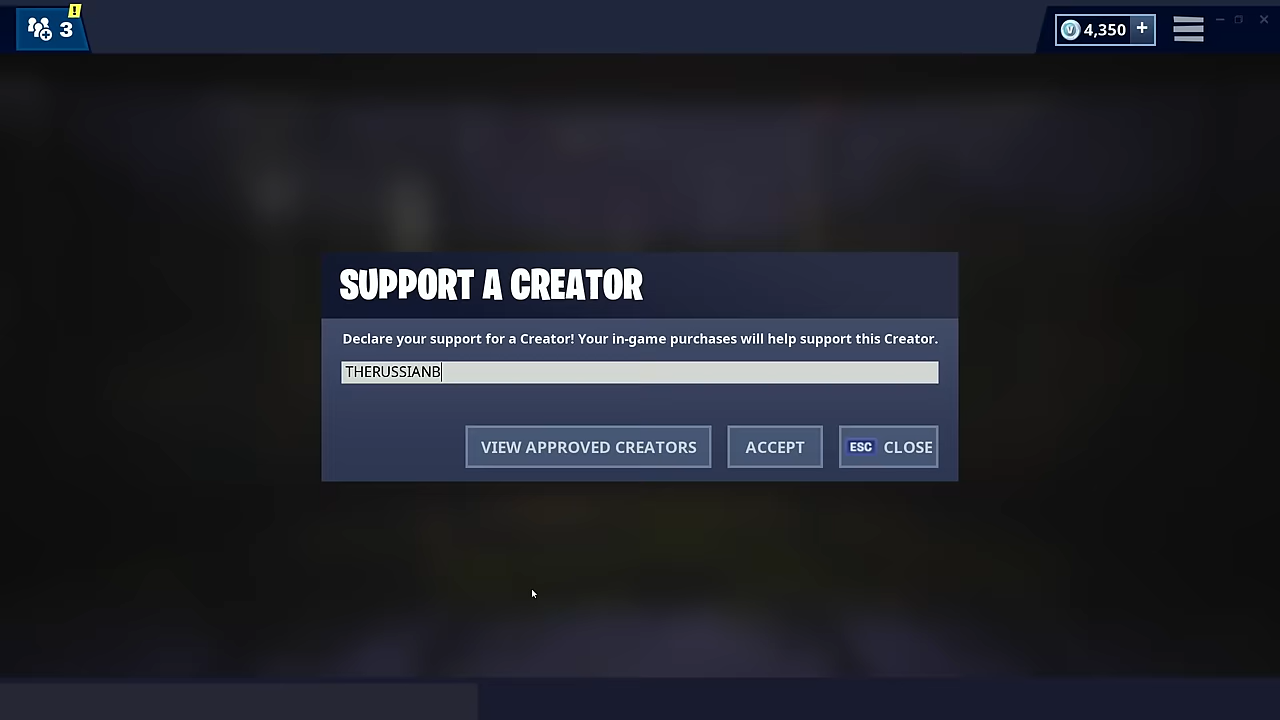 3
!
4,350 +
SUPPORT A CREATOR
Declare your support for a Creator! Your in-game purchases will help support this Creator.
THERUSSIANB
VIEW APPROVED CREATORS
ACCEPT
ESC CLOSE